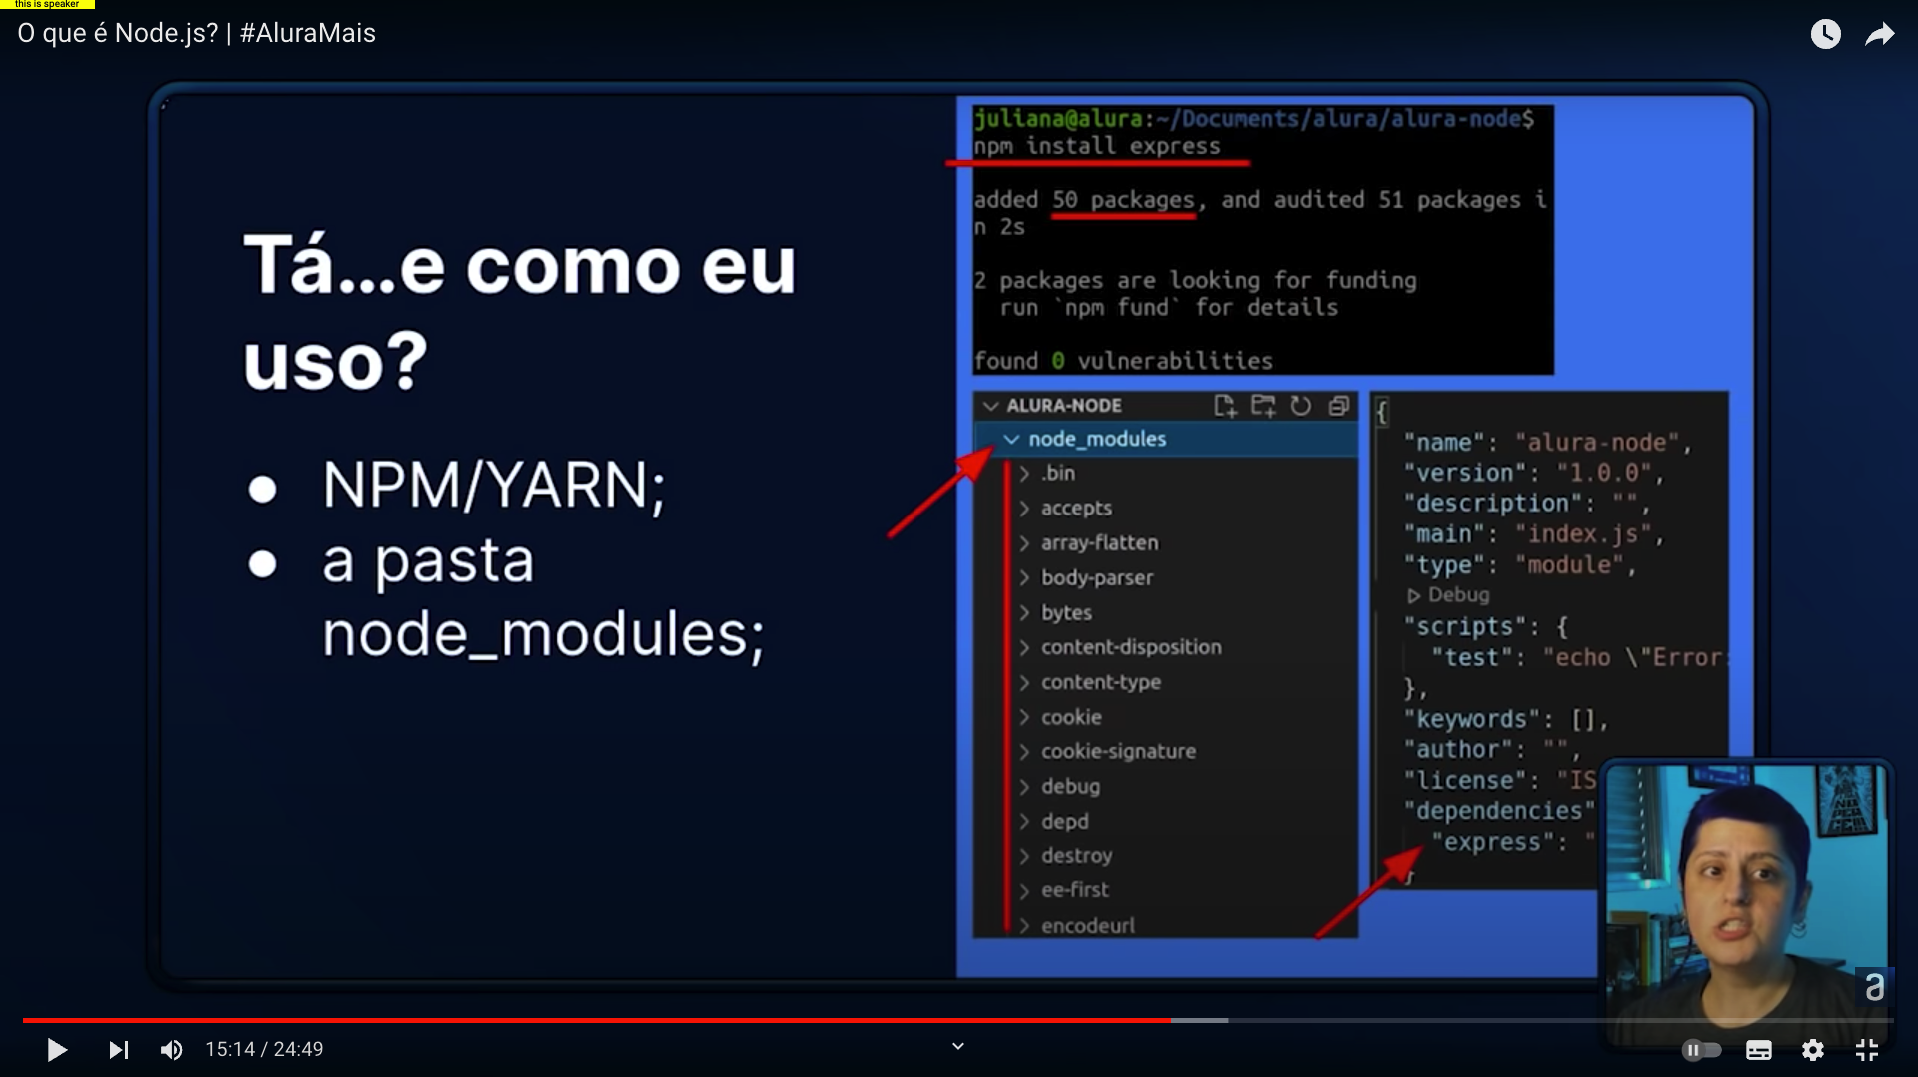 this is speaker
O que é Node.js? | #AluraMais
Tá...e como eu
uso?
● NPM/YARN;
● a pasta
node_modules;
juliana@alura:~/Documents/alura/alura-node$
npm install express
added 50 packages, and audited 51 packages i
n 2s
2 packages are looking for funding
run `npm fund` for details
found 0 vulnerabilities
ALURA-NODE
node_modules
.bin
accepts
array-flatten
body-parser
bytes
content-disposition
content-type
cookie
cookie-signature
debug
depd
destroy
ee-first
encodeurl
{
"name": "alura-node",
"version": "1.0.0",
"description": "",
"main": "index.js",
"type": "module",
Debug
"scripts": {
"test": "echo \"Error:
},
"keywords": [],
"author": "",
"license": "IS
"dependencies"
"express": "
}
a
15:14 / 24:49